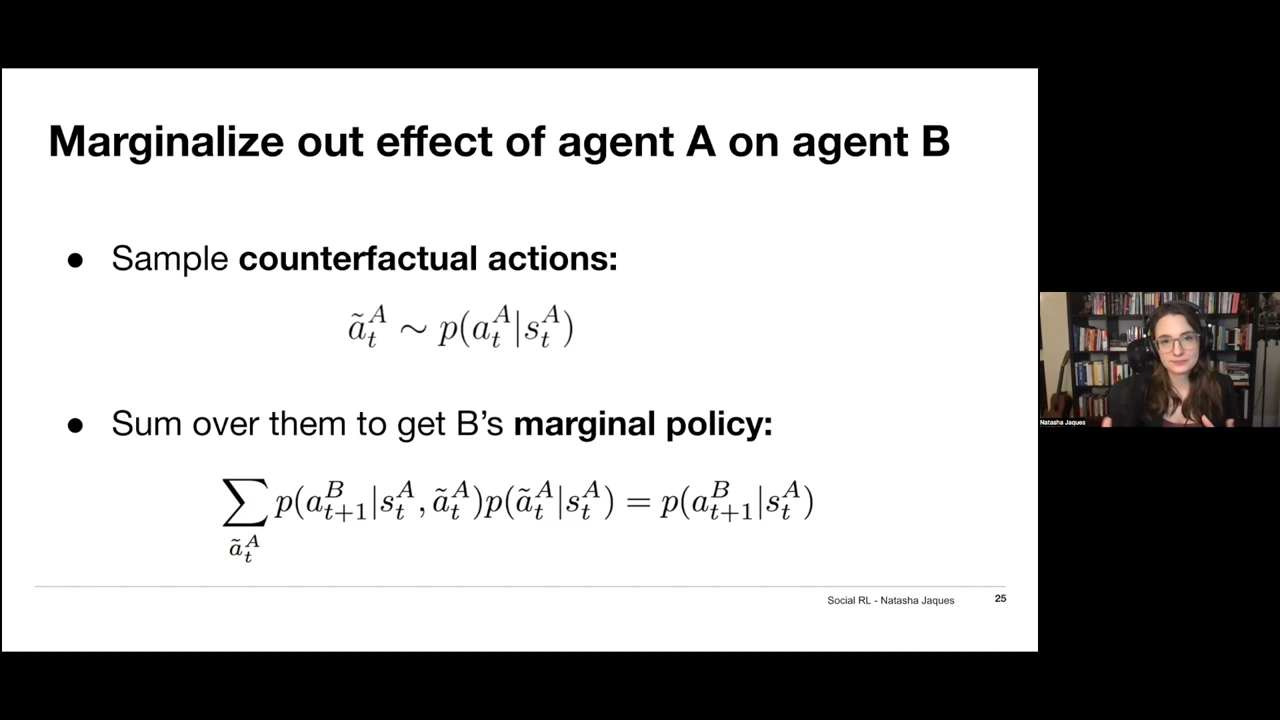 Marginalize out effect of agent A on agent B
● Sample counterfactual actions:
ã_t^A ∼ p(a_t^A|s_t^A)
● Sum over them to get B’s marginal policy:
∑_{ã_t^A} p(a_{t+1}^B|s_t^A, ã_t^A)p(ã_t^A|s_t^A) = p(a_{t+1}^B|s_t^A)
Social RL - Natasha Jaques 25
Natasha Jaques